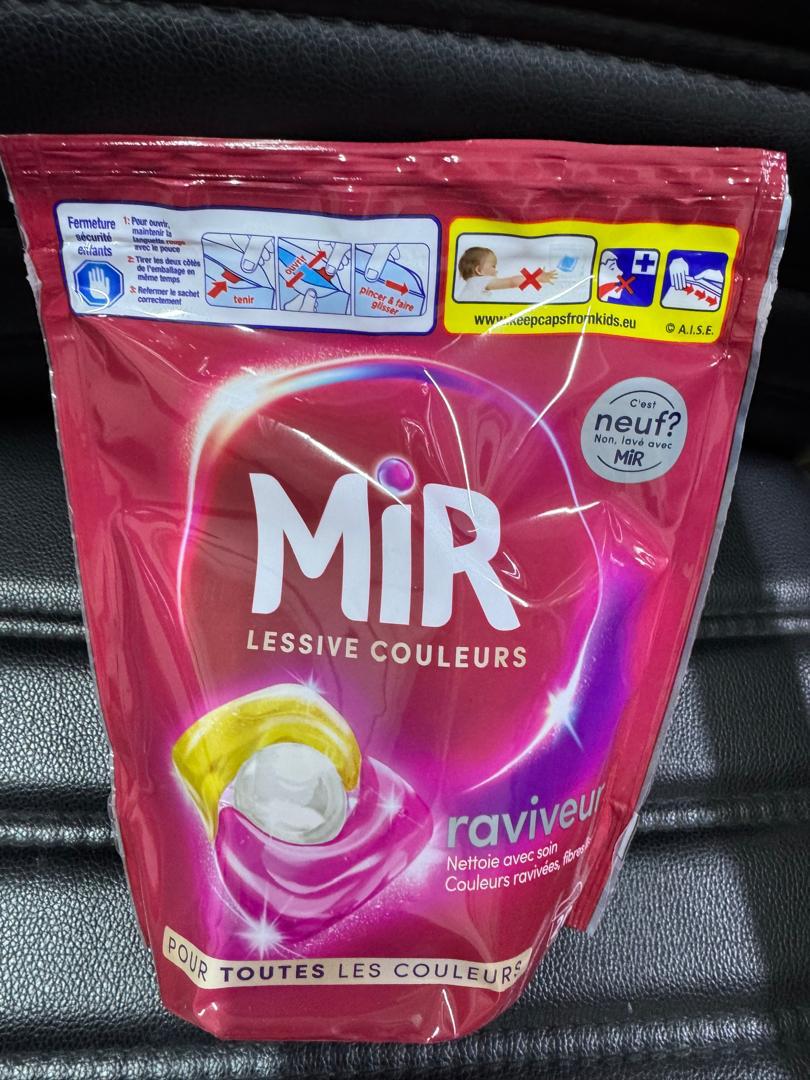 Fermeture
sécurité
enfants
1: Pour ouvrir,
maintenir la
languette rouge
avec le pouce
2: Tirer les deux côtés
de l'emballage en
même temps
3: Refermer le sachet
correctement
tenir
ouvrir
pincer & faire
glisser
www.keepcapsfromkids.eu
© A.I.S.E.
C'est
neuf?
Non, lavé avec
MiR
MiR
LESSIVE COULEURS
raviveur
Nettoie avec soin
Couleurs ravivées, fibres
POUR TOUTES LES COULEURS